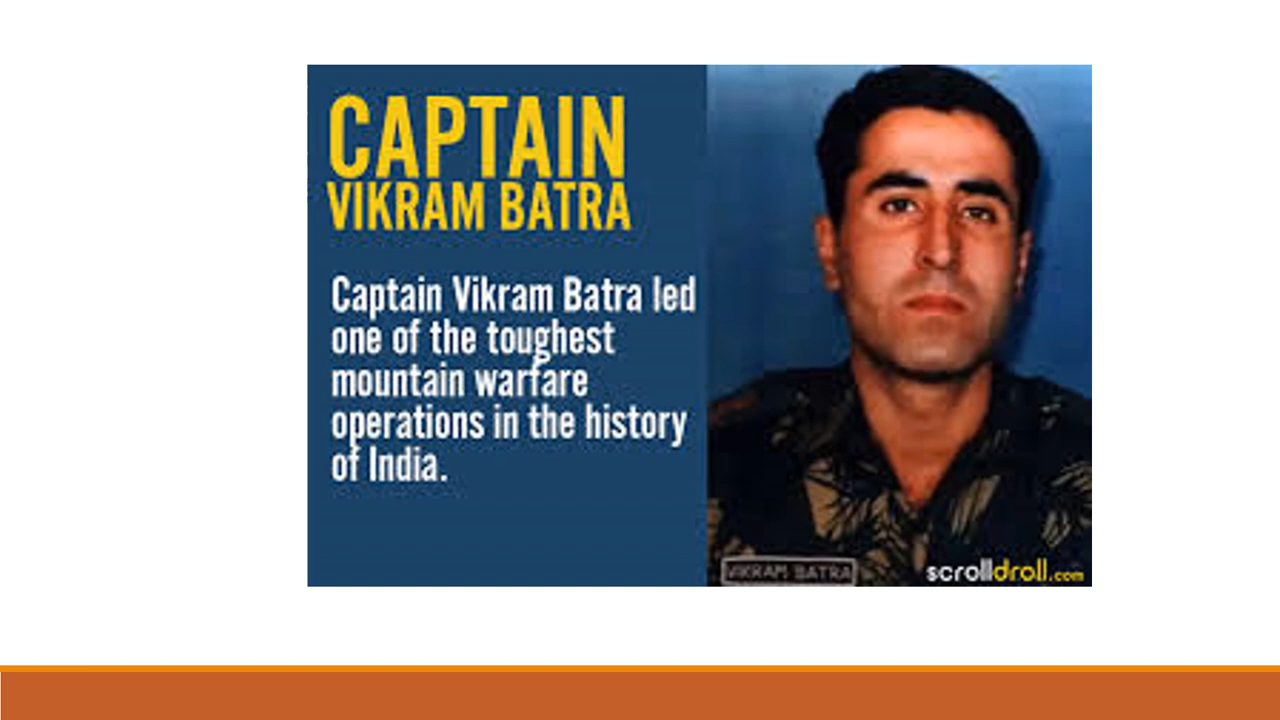 CAPTAIN
VIKRAM BATRA
Captain Vikram Batra led
one of the toughest
mountain warfare
operations in the history
of India.
VIKRAM BATRA
scrolldroll.com